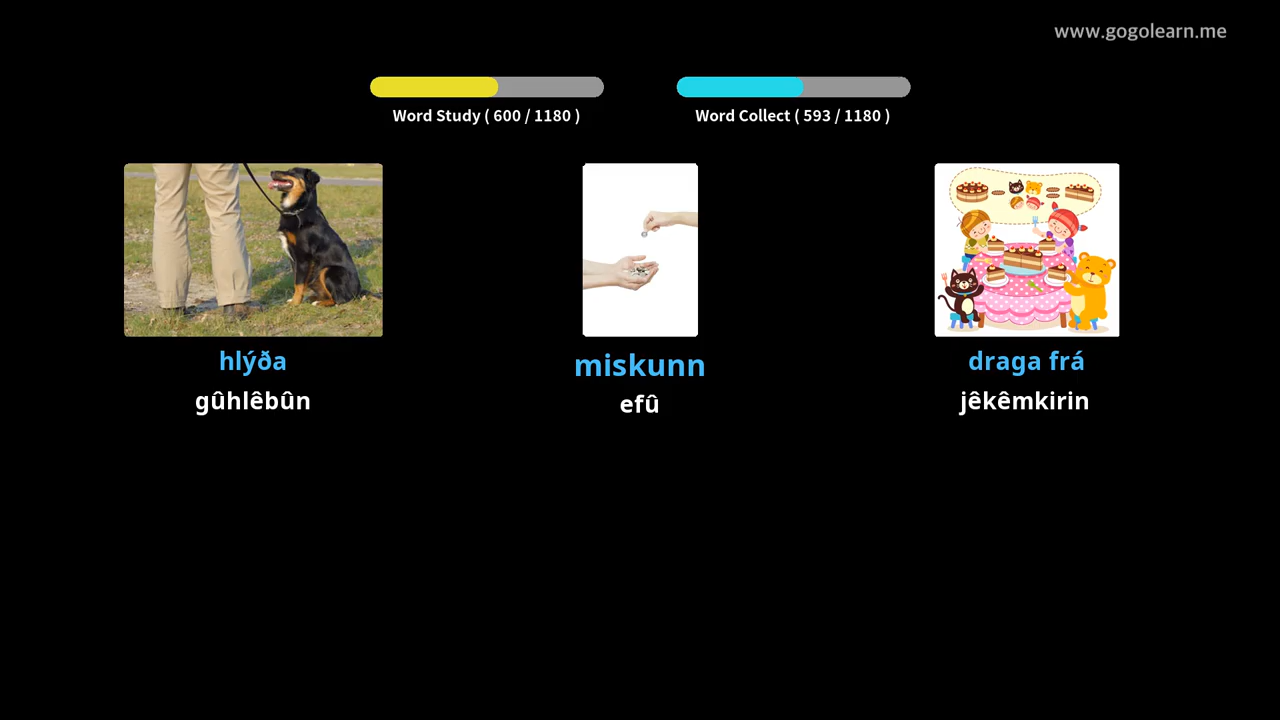 www.gogolearn.me
Word Study ( 600 / 1180 )
Word Collect ( 593 / 1180 )
hlýða
miskunn
draga frá
gûhlêbûn
efû
jêkêmkirin